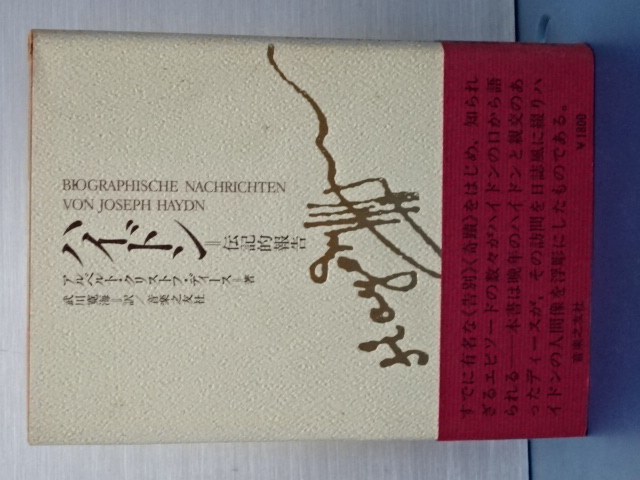 BIOGRAPHISCHE NACHRICHTEN
VON JOSEPH HAYDN
ハイドン=伝記的報告
アルベルト・クリストフ・ディース=著
武川寛海=訳/音楽之友社
Haydn
すでに有名な《告別》《奇蹟》をはじめ、知られ
ざるエピソードの数々がハイドンの口から語
られる――本書は晩年のハイドンと親交のあ
ったディースが、その訪問を日誌風に綴りハ
イドンの人間像を浮彫にしたものである。
音楽之友社
¥1800